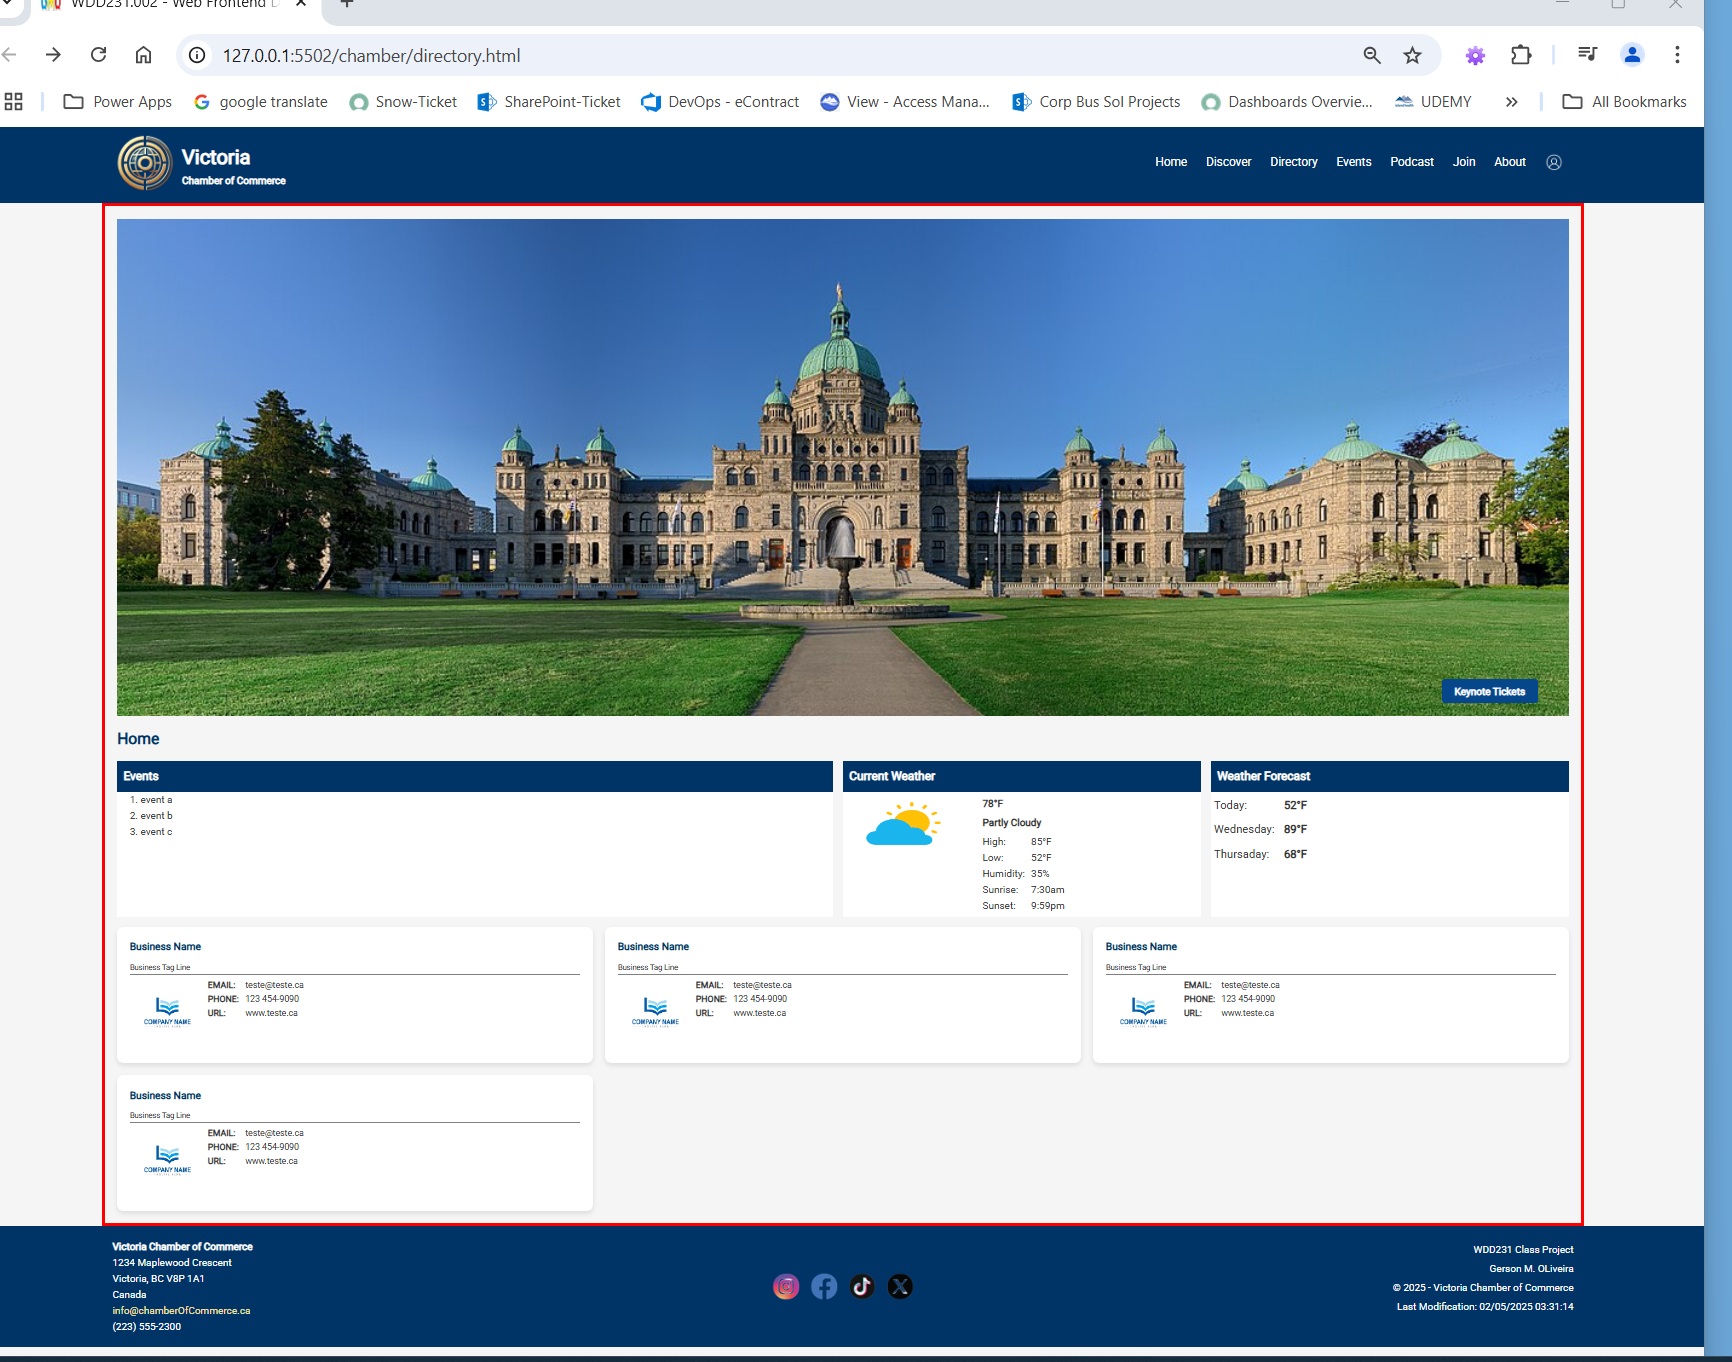 WDD231.002 - Web Frontend D
127.0.0.1:5502/chamber/directory.html
Power Apps google translate Snow-Ticket SharePoint-Ticket DevOps - eContract View - Access Mana... Corp Bus Sol Projects Dashboards Overvie... UDEMY All Bookmarks
Victoria
Chamber of Commerce
Home Discover Directory Events Podcast Join About
Keynote Tickets
Home
Events
1. event a
2. event b
3. event c
Current Weather
78°F
Partly Cloudy
High: 85°F
Low: 52°F
Humidity: 35%
Sunrise: 7:30am
Sunset: 9:59pm
Weather Forecast
Today: 52°F
Wednesday: 89°F
Thursaday: 68°F
Business Name
Business Tag Line
COMPANY NAME
EMAIL: teste@teste.ca
PHONE: 123 454-9090
URL: www.teste.ca
Business Name
Business Tag Line
COMPANY NAME
EMAIL: teste@teste.ca
PHONE: 123 454-9090
URL: www.teste.ca
Business Name
Business Tag Line
COMPANY NAME
EMAIL: teste@teste.ca
PHONE: 123 454-9090
URL: www.teste.ca
Business Name
Business Tag Line
COMPANY NAME
EMAIL: teste@teste.ca
PHONE: 123 454-9090
URL: www.teste.ca
Victoria Chamber of Commerce
1234 Maplewood Crescent
Victoria, BC V8P 1A1
Canada
info@chamberOfCommerce.ca
(223) 555-2300
WDD231 Class Project
Gerson M. OLiveira
© 2025 - Victoria Chamber of Commerce
Last Modification: 02/05/2025 03:31:14